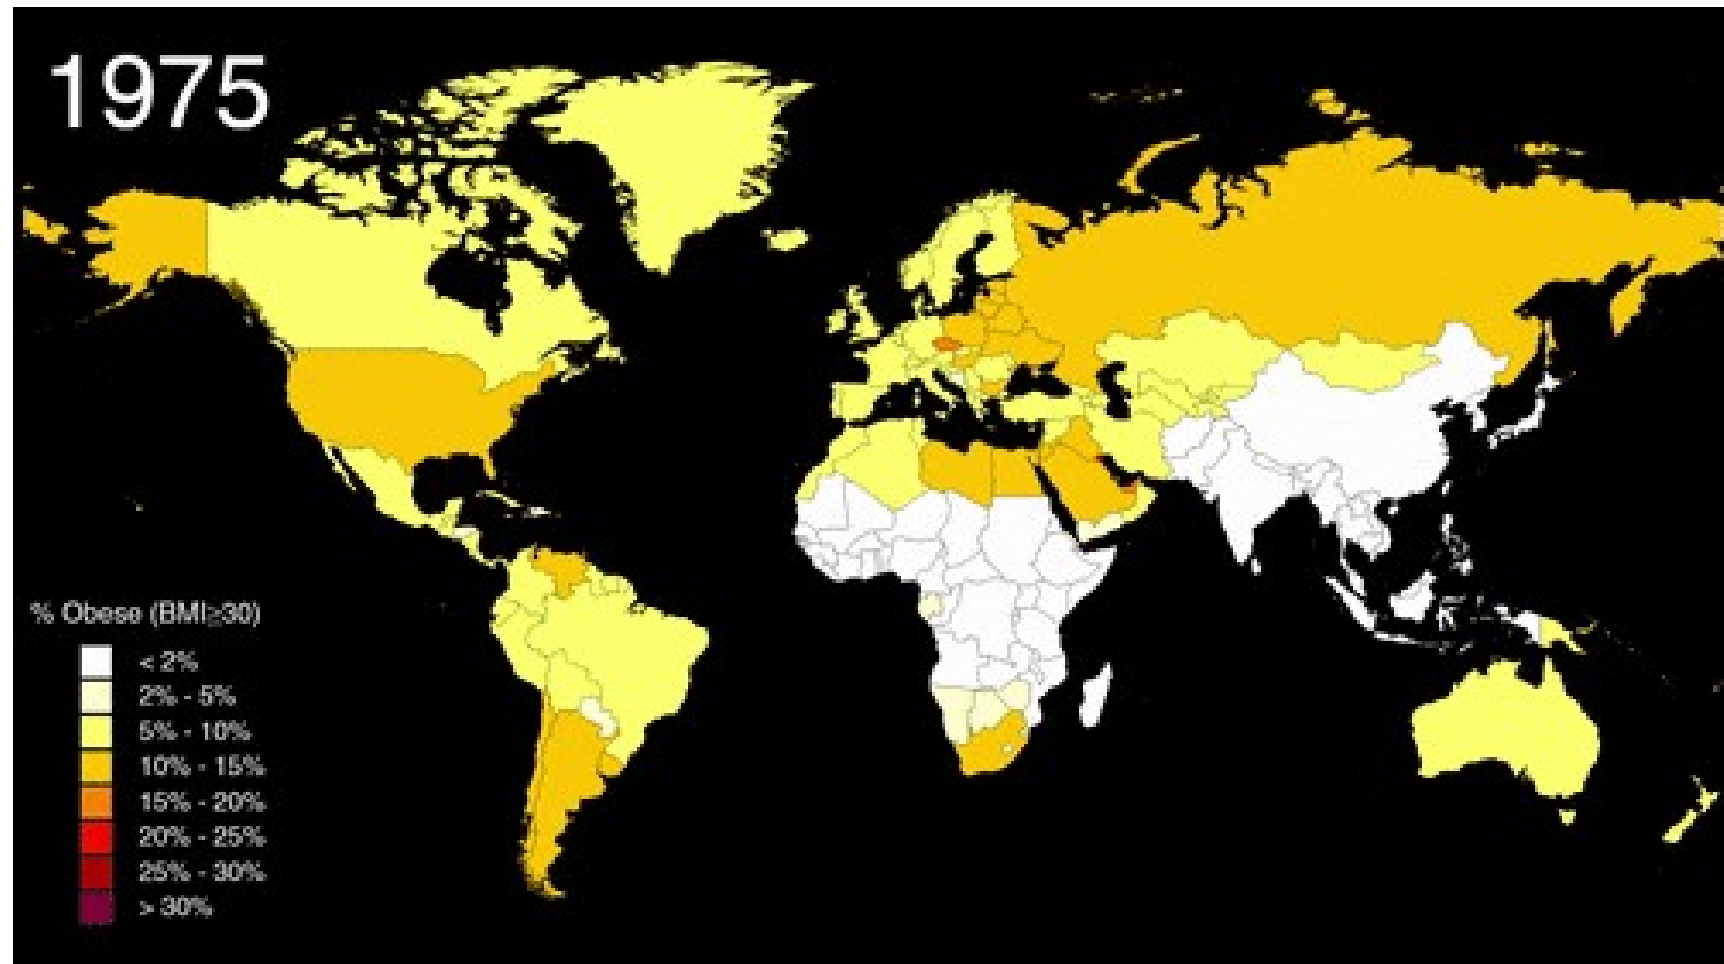 1975
% Obese (BMI≥30)
< 2%
2% - 5%
5% - 10%
10% - 15%
15% - 20%
20% - 25%
25% - 30%
> 30%